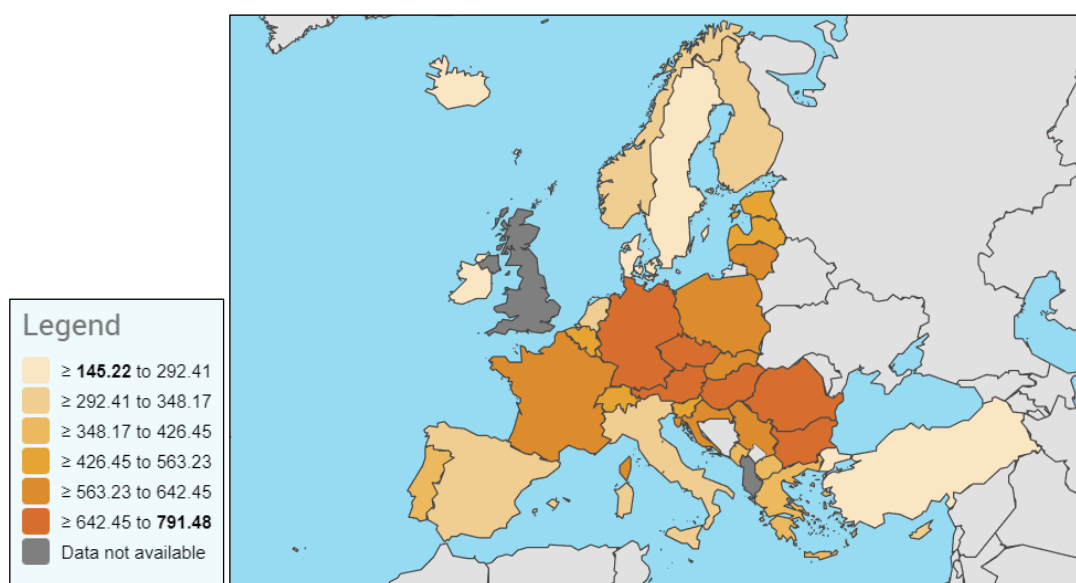 Legend
≥ 145.22 to 292.41
≥ 292.41 to 348.17
≥ 348.17 to 426.45
≥ 426.45 to 563.23
≥ 563.23 to 642.45
≥ 642.45 to 791.48
Data not available